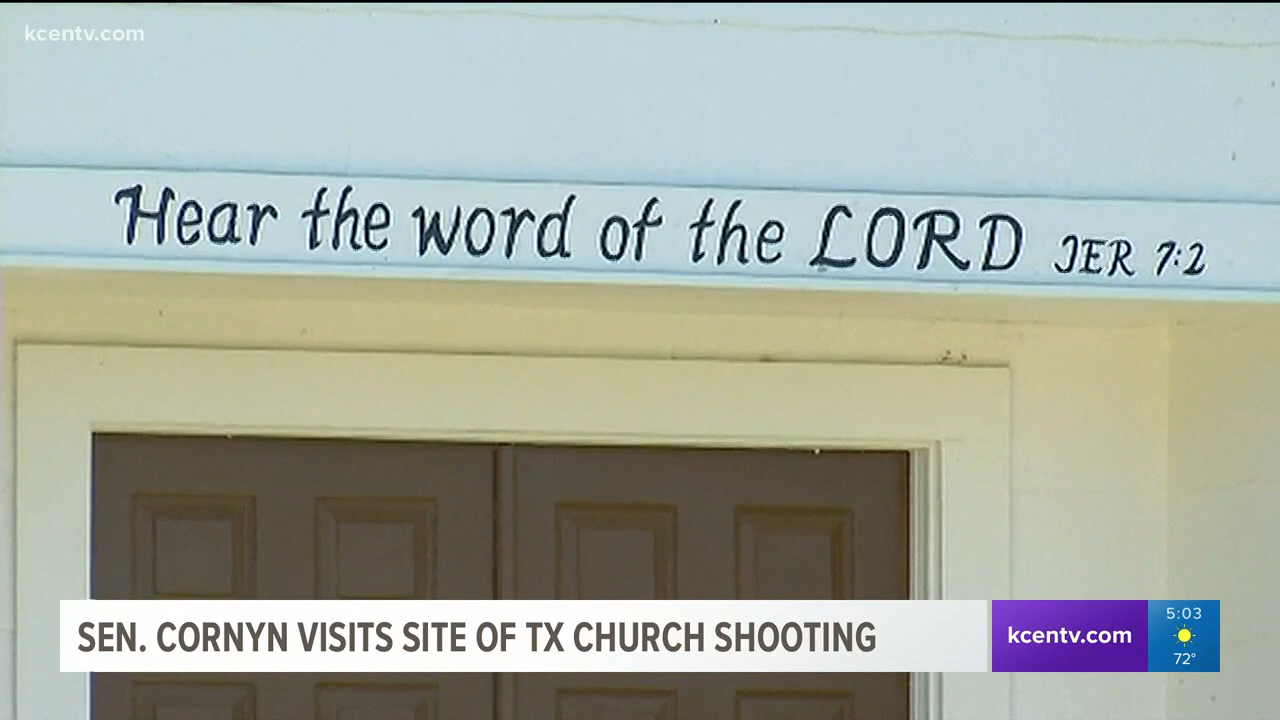 kcentv.com
Hear the word of the LORD JER 7:2
SEN. CORNYN VISITS SITE OF TX CHURCH SHOOTING
kcentv.com
5:03
72°